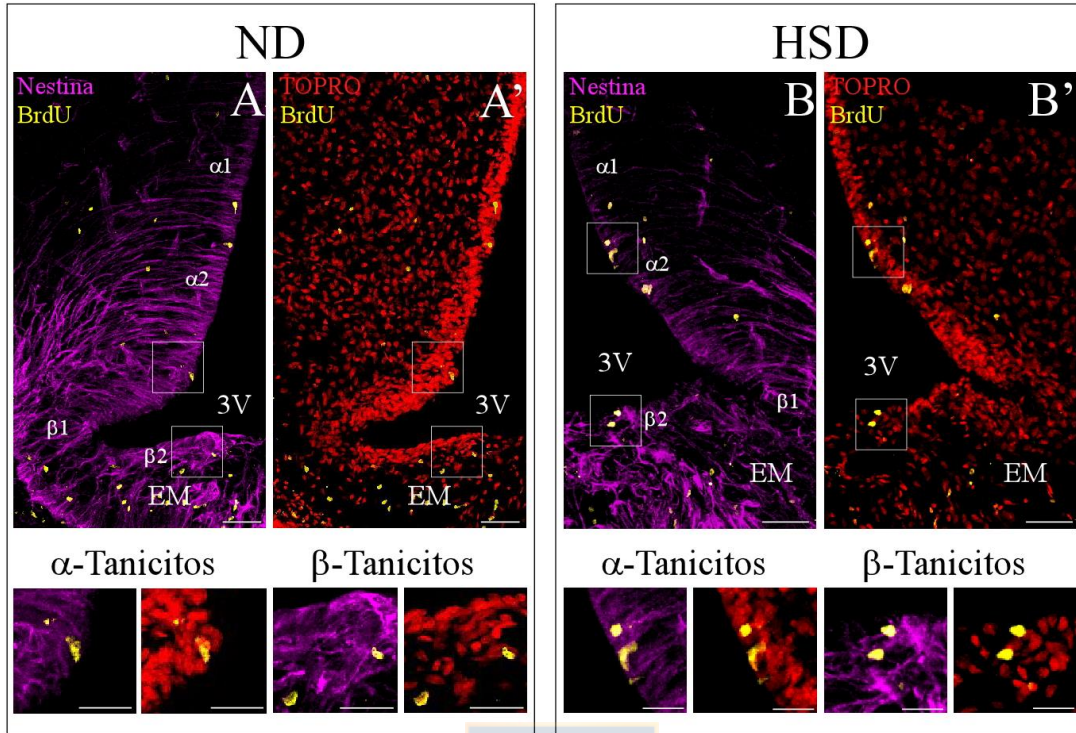 ND
Nestina
BrdU
A
α1
α2
3V
β1
β2
EM
TOPRO
BrdU
A’
3V
EM
α-Tanicitos
β-Tanicitos
HSD
Nestina
BrdU
B
α1
α2
3V
β1
β2
EM
TOPRO
BrdU
B’
3V
EM
α-Tanicitos
β-Tanicitos